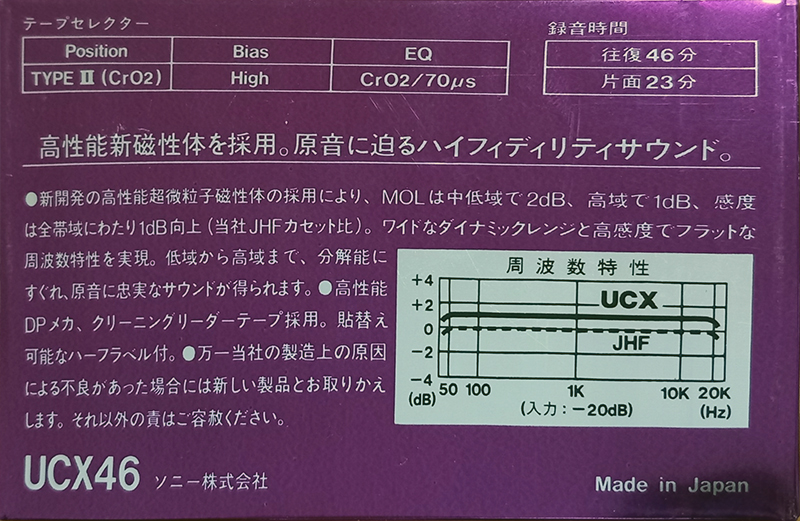 テープセレクター
Position Bias EQ
TYPE Ⅱ (CrO2) High CrO2/70μs
録音時間
往復46分
片面23分
高性能新磁性体を採用。原音に迫るハイフィディリティサウンド。
●新開発の高性能超微粒子磁性体の採用により、MOLは中低域で2dB、高域で1dB、感度
は全帯域にわたり1dB向上(当社JHFカセット比)。ワイドなダイナミックレンジと高感度でフラットな
周波数特性を実現。低域から高域まで、分解能に
すぐれ、原音に忠実なサウンドが得られます。●高性能
DPメカ、クリーニングリーダーテープ採用。貼替え
可能なハーフラベル付。●万一当社の製造上の原因
による不良があった場合には新しい製品とお取りかえ
します。それ以外の責はご容赦ください。
周波数特性
+4
+2
0
-2
-4
(dB)
UCX
JHF
50 100 1K 10K 20K
(入力:-20dB) (Hz)
UCX46 ソニー株式会社
Made in Japan